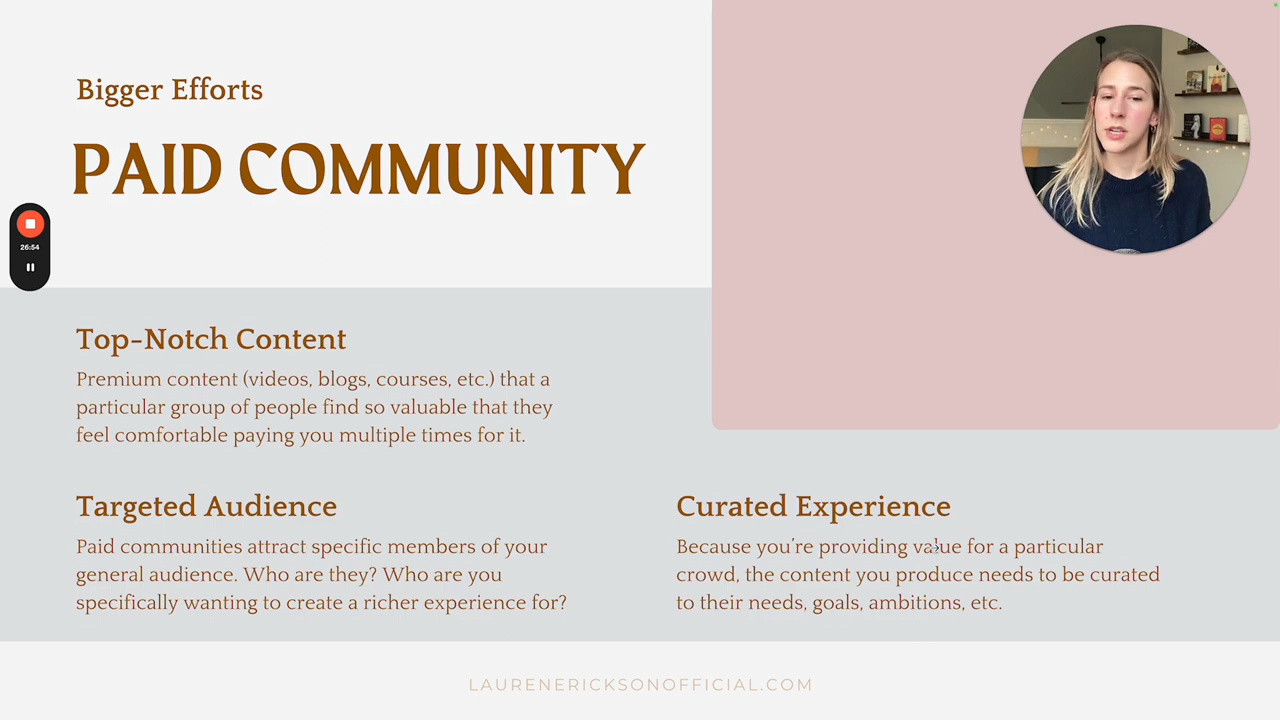 Bigger Efforts
PAID COMMUNITY
26:54
Top-Notch Content
Premium content (videos, blogs, courses, etc.) that a
particular group of people find so valuable that they
feel comfortable paying you multiple times for it.
Targeted Audience
Paid communities attract specific members of your
general audience. Who are they? Who are you
specifically wanting to create a richer experience for?
Curated Experience
Because you're providing value for a particular
crowd, the content you produce needs to be curated
to their needs, goals, ambitions, etc.
LAURENERICKSONOFFICIAL.COM